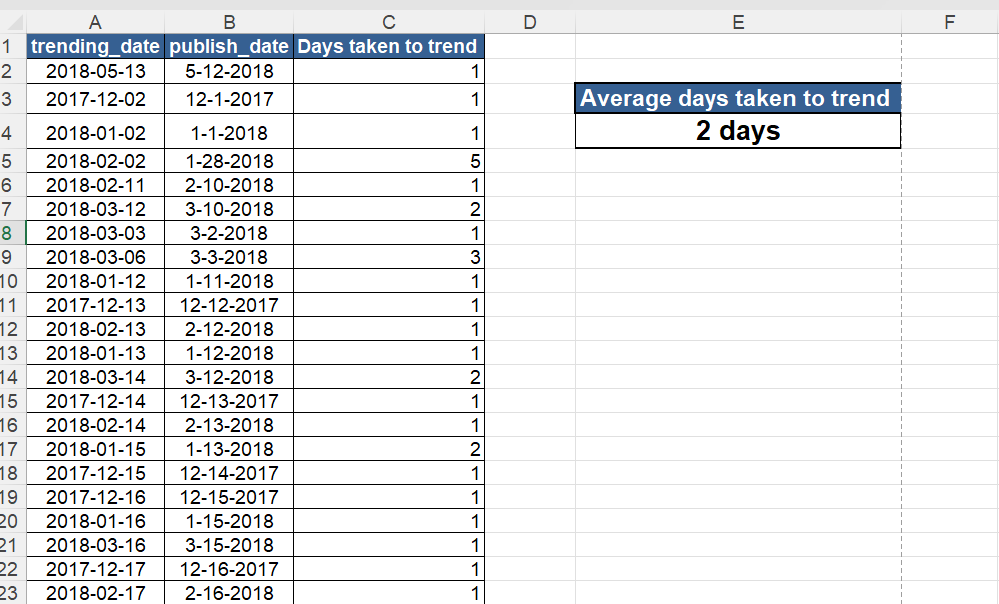 A B C D E F
1 trending_date publish_date Days taken to trend
2 2018-05-13 5-12-2018 1
3 2017-12-02 12-1-2017 1 Average days taken to trend
4 2018-01-02 1-1-2018 1 2 days
5 2018-02-02 1-28-2018 5
6 2018-02-11 2-10-2018 1
7 2018-03-12 3-10-2018 2
8 2018-03-03 3-2-2018 1
9 2018-03-06 3-3-2018 3
10 2018-01-12 1-11-2018 1
11 2017-12-13 12-12-2017 1
12 2018-02-13 2-12-2018 1
13 2018-01-13 1-12-2018 1
14 2018-03-14 3-12-2018 2
15 2017-12-14 12-13-2017 1
16 2018-02-14 2-13-2018 1
17 2018-01-15 1-13-2018 2
18 2017-12-15 12-14-2017 1
19 2017-12-16 12-15-2017 1
20 2018-01-16 1-15-2018 1
21 2018-03-16 3-15-2018 1
22 2017-12-17 12-16-2017 1
23 2018-02-17 2-16-2018 1